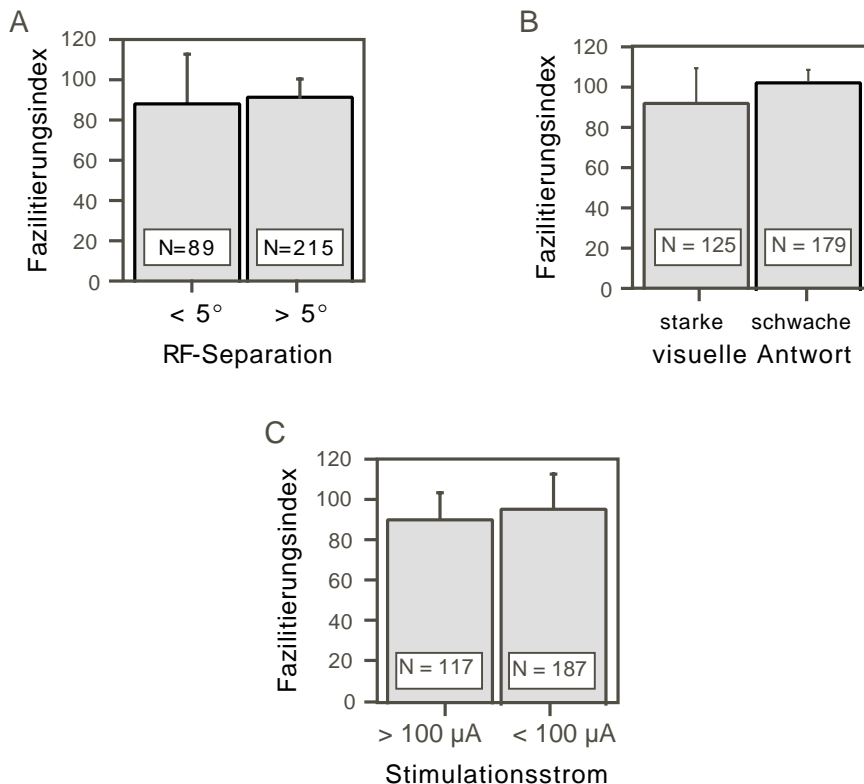 A
Fazilitierungsindex
120
100
80
60
40
20
0
N=89 N=215
< 5° > 5°
RF-Separation
B
Fazilitierungsindex
120
100
80
60
40
20
0
N = 125 N = 179
starke schwache
visuelle Antwort
C
Fazilitierungsindex
120
100
80
60
40
20
0
N = 117 N = 187
> 100 µA < 100 µA
Stimulationsstrom